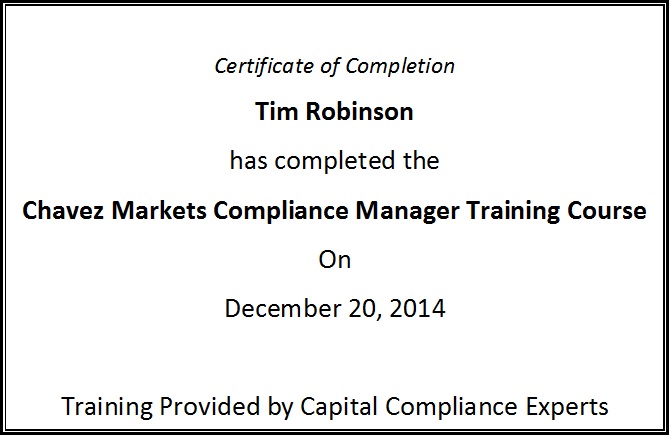 Certificate of Completion
Tim Robinson
has completed the
Chavez Markets Compliance Manager Training Course
On
December 20, 2014
Training Provided by Capital Compliance Experts